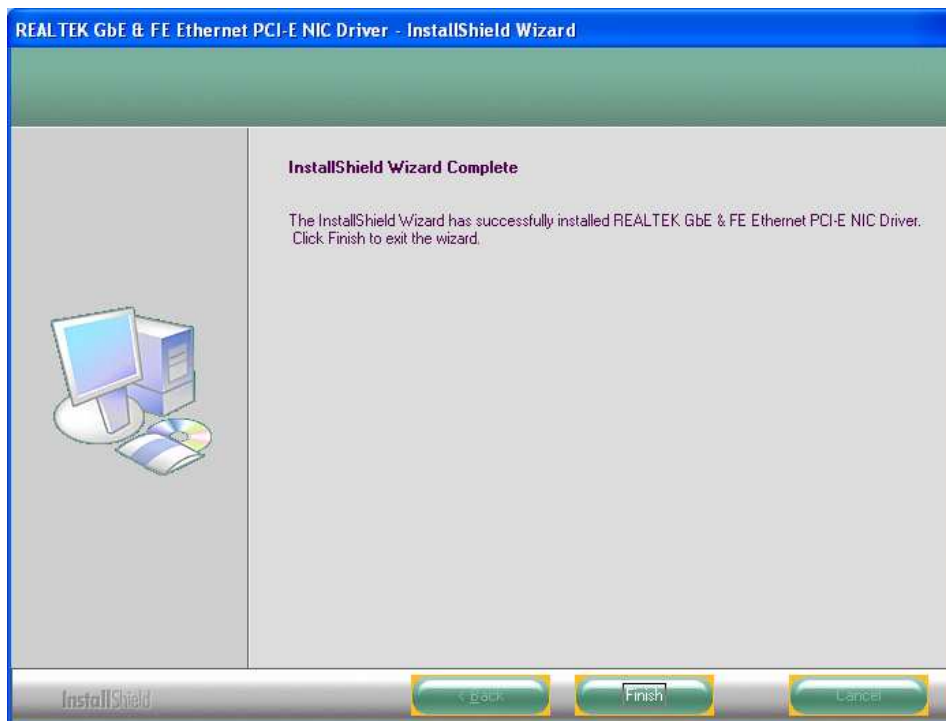 REALTEK GbE & FE Ethernet PCI-E NIC Driver - InstallShield Wizard
InstallShield Wizard Complete
The InstallShield Wizard has successfully installed REALTEK GbE & FE Ethernet PCI-E NIC Driver.
Click Finish to exit the wizard.
InstallShield
< Back
Finish
Cancel